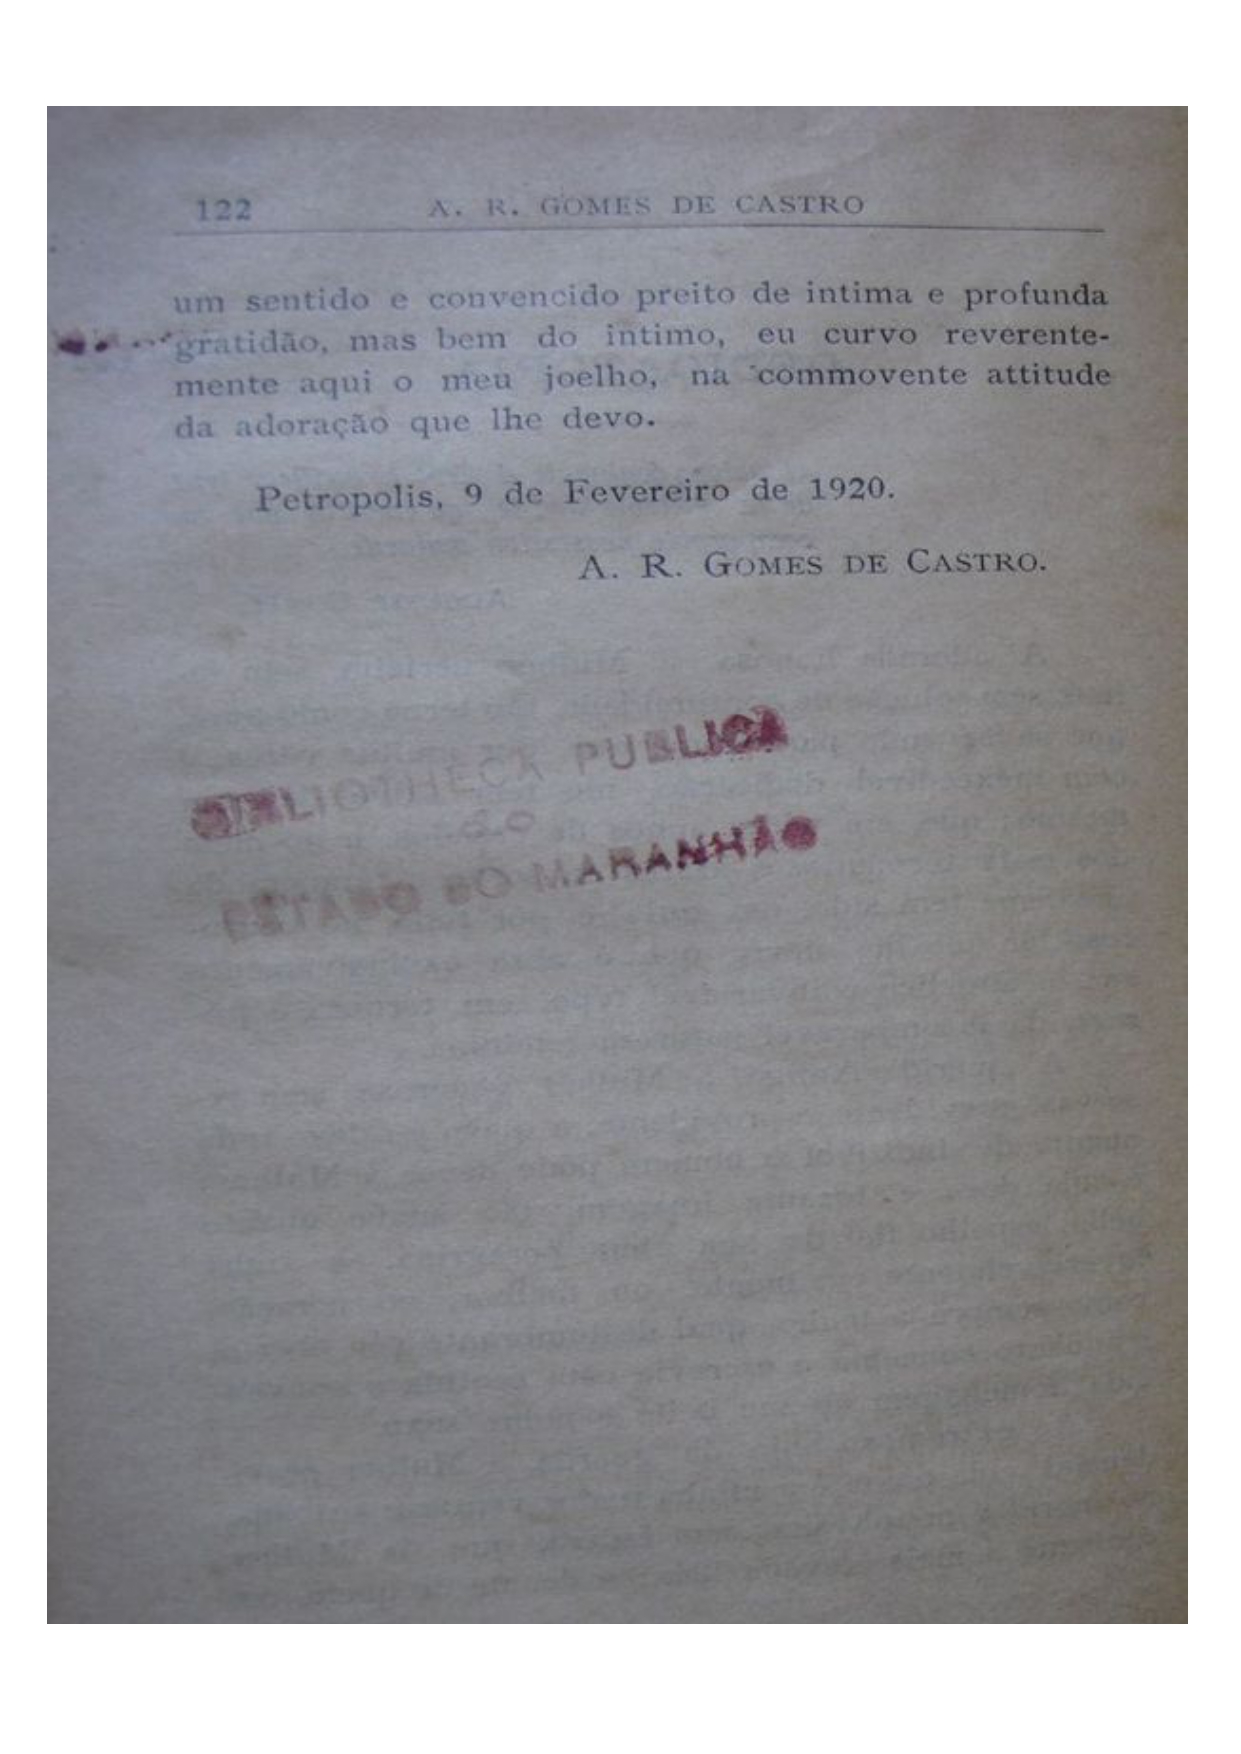 122 A. R. GOMES DE CASTRO
um sentido e convencido preito de intima e profunda
gratidão, mas bem do intimo, eu curvo reverente-
mente aqui o meu joelho, na commovente attitude
da adoração que lhe devo.
Petropolis, 9 de Fevereiro de 1920.
A. R. GOMES DE CASTRO.
BIBLIOTHECA PUBLICA
DO
ESTADO DO MARANHÃO